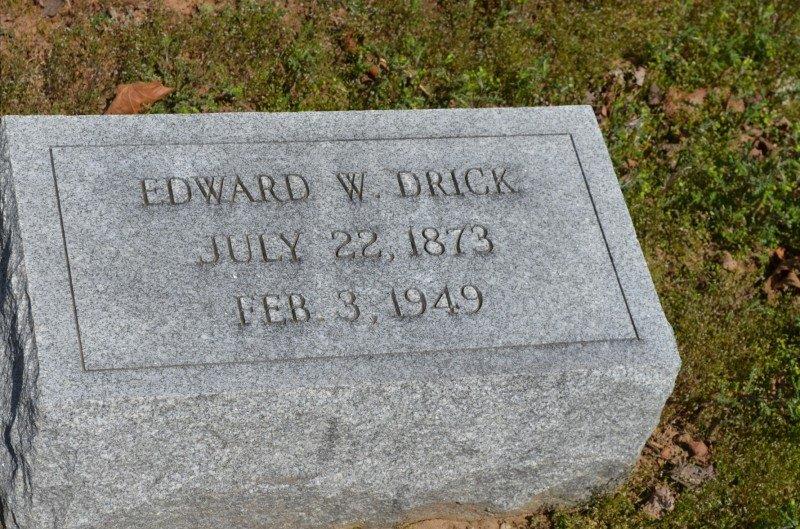 EDWARD W. DRICK
JULY 22, 1873
FEB. 3, 1949